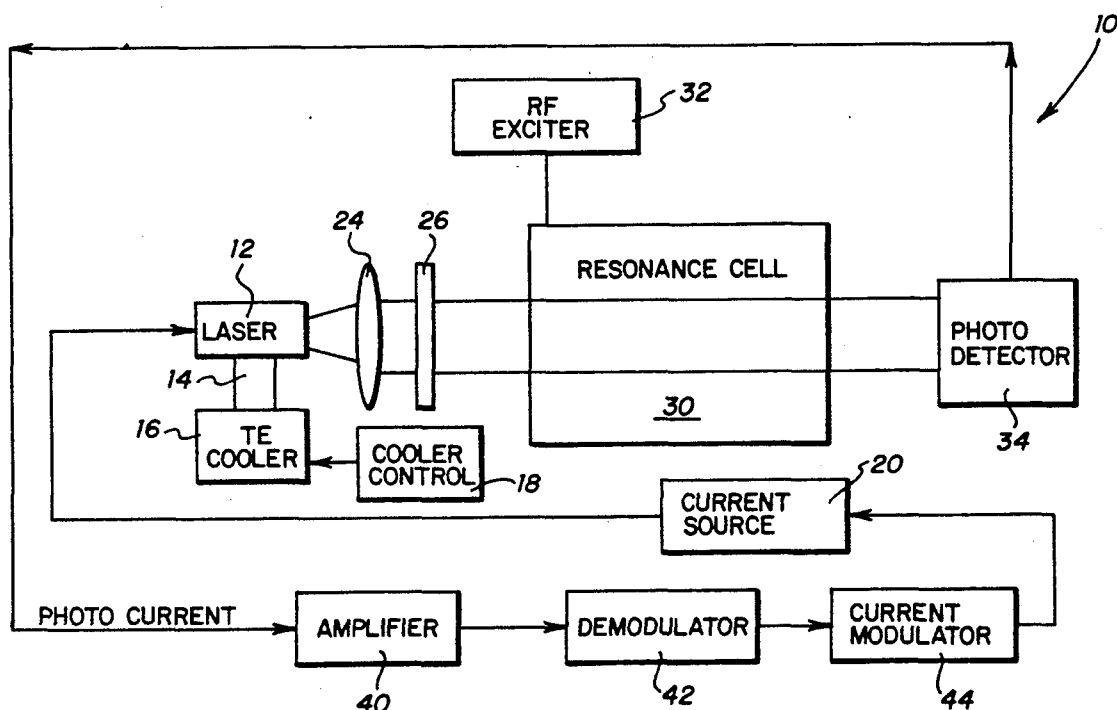 10
RF
EXCITER
32
12
24
26
LASER
RESONANCE CELL
PHOTO
DETECTOR
14
16
TE
COOLER
COOLER
CONTROL
18
30
34
20
CURRENT
SOURCE
PHOTO CURRENT
AMPLIFIER
DEMODULATOR
CURRENT
MODULATOR
40
42
44